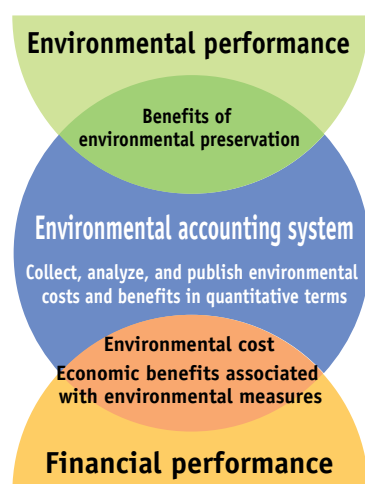 Environmental performance
Benefits of
environmental preservation
Environmental accounting system
Collect, analyze, and publish environmental
costs and benefits in quantitative terms
Environmental cost
Economic benefits associated
with environmental measures
Financial performance